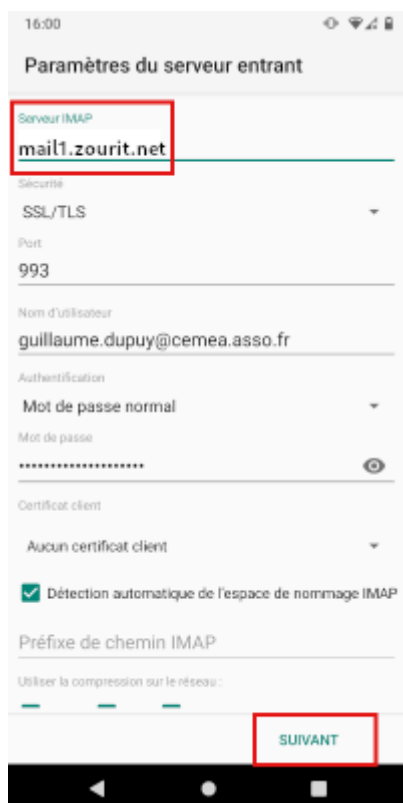 16:00
Paramètres du serveur entrant
Serveur IMAP
mail1.zourit.net
Sécurité
SSL/TLS
Port
993
Nom d'utilisateur
guillaume.dupuy@cemea.asso.fr
Authentification
Mot de passe normal
Mot de passe
••••••••••••••••••••
Certificat client
Aucun certificat client
Détection automatique de l'espace de nommage IMAP
Préfixe de chemin IMAP
Utiliser la compression sur le réseau :
SUIVANT